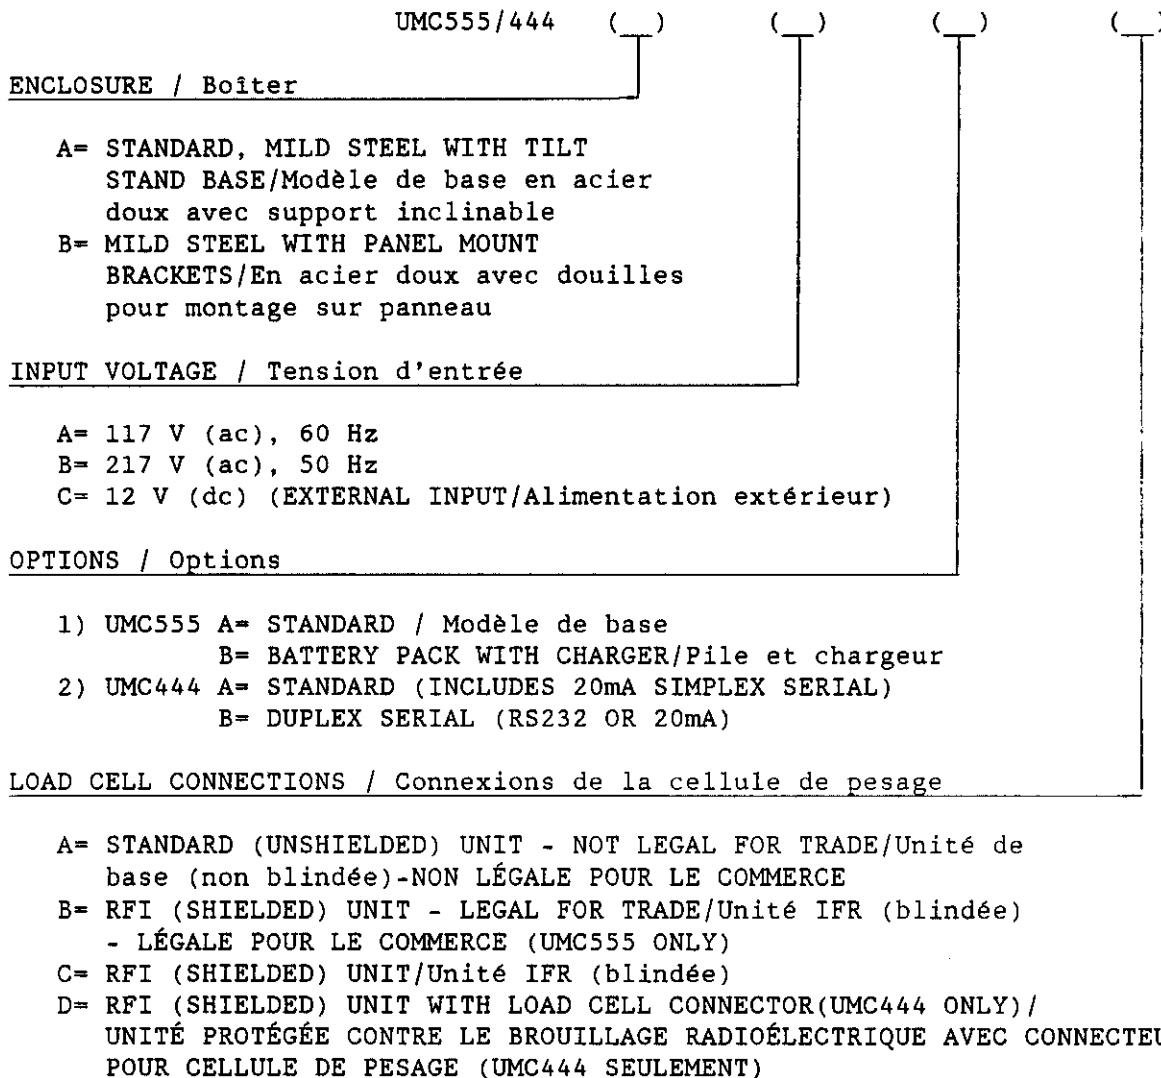 UMC555/444 (__) (__) (__) (__)
ENCLOSURE / Boîter
A= STANDARD, MILD STEEL WITH TILT
STAND BASE/Modèle de base en acier
doux avec support inclinable
B= MILD STEEL WITH PANEL MOUNT
BRACKETS/En acier doux avec douilles
pour montage sur panneau
INPUT VOLTAGE / Tension d'entrée
A= 117 V (ac), 60 Hz
B= 217 V (ac), 50 Hz
C= 12 V (dc) (EXTERNAL INPUT/Alimentation extérieur)
OPTIONS / Options
1) UMC555 A= STANDARD / Modèle de base
B= BATTERY PACK WITH CHARGER/Pile et chargeur
2) UMC444 A= STANDARD (INCLUDES 20mA SIMPLEX SERIAL)
B= DUPLEX SERIAL (RS232 OR 20mA)
LOAD CELL CONNECTIONS / Connexions de la cellule de pesage
A= STANDARD (UNSHIELDED) UNIT - NOT LEGAL FOR TRADE/Unité de
base (non blindée)-NON LÉGALE POUR LE COMMERCE
B= RFI (SHIELDED) UNIT - LEGAL FOR TRADE/Unité IFR (blindée)
- LÉGALE POUR LE COMMERCE (UMC555 ONLY)
C= RFI (SHIELDED) UNIT/Unité IFR (blindée)
D= RFI (SHIELDED) UNIT WITH LOAD CELL CONNECTOR(UMC444 ONLY)/
UNITÉ PROTÉGÉE CONTRE LE BROUILLAGE RADIOÉLECTRIQUE AVEC CONNECTEU
POUR CELLULE DE PESAGE (UMC444 SEULEMENT)